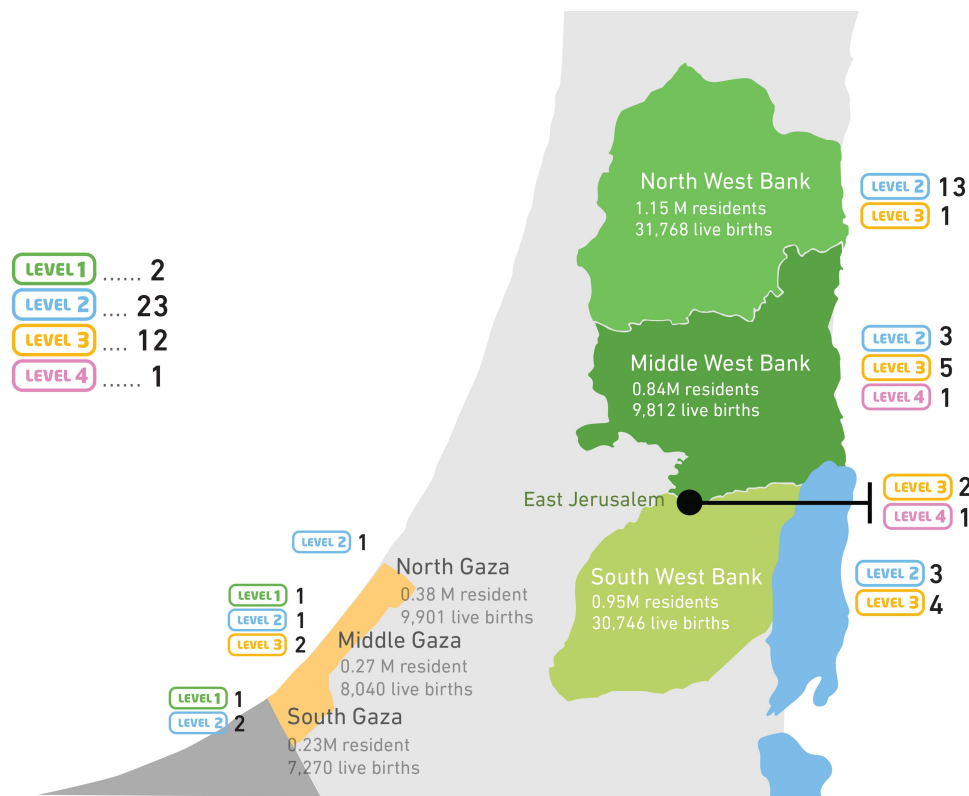 North West Bank
1.15 M residents
31,768 live births
LEVEL 2 13
LEVEL 3 1
LEVEL 1 ...... 2
LEVEL 2 .... 23
LEVEL 3 .... 12
LEVEL 4 ...... 1
Middle West Bank
0.84M residents
9,812 live births
LEVEL 2 3
LEVEL 3 5
LEVEL 4 1
East Jerusalem
LEVEL 3 2
LEVEL 4 1
South West Bank
0.95M residents
30,746 live births
LEVEL 2 3
LEVEL 3 4
LEVEL 2 1
North Gaza
0.38 M resident
9,901 live births
LEVEL 1 1
LEVEL 2 1
LEVEL 3 2
Middle Gaza
0.27 M resident
8,040 live births
LEVEL 1 1
LEVEL 2 2
South Gaza
0.23M resident
7,270 live births